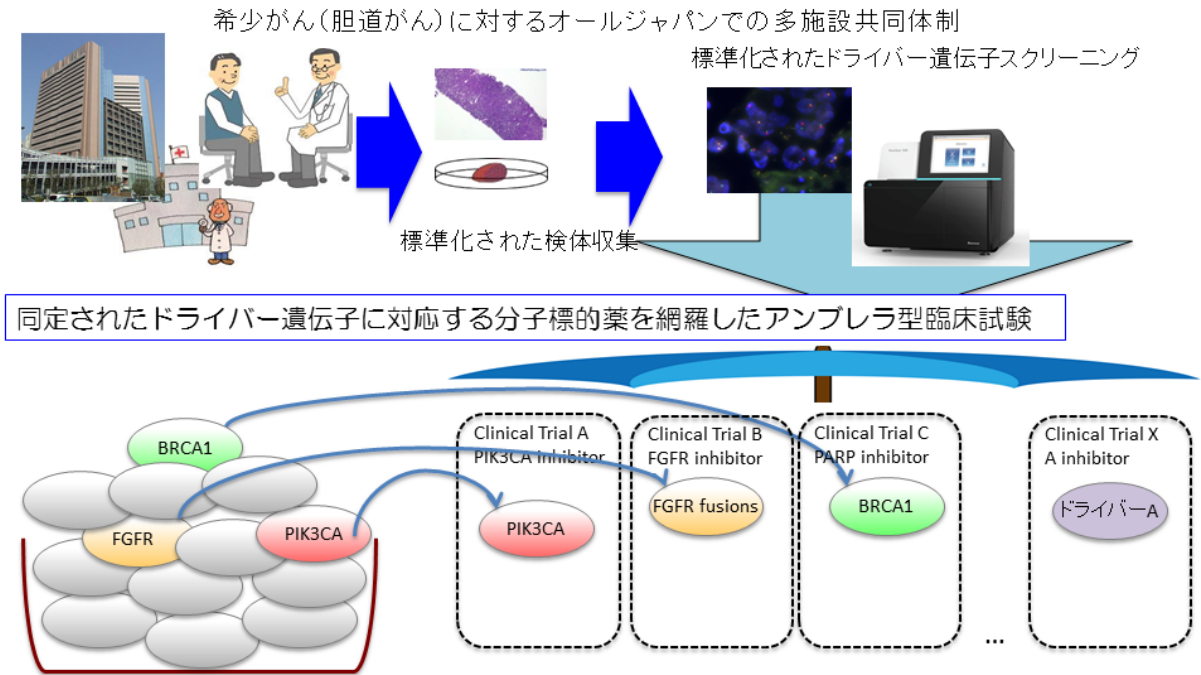 希少がん(胆道がん)に対するオールジャパンでの多施設共同体制
標準化されたドライバー遺伝子スクリーニング
標準化された検体収集
同定されたドライバー遺伝子に対応する分子標的薬を網羅したアンブレラ型臨床試験
BRCA1
FGFR
PIK3CA
Clinical Trial A
PIK3CA inhibitor
PIK3CA
Clinical Trial B
FGFR inhibitor
FGFR fusions
Clinical Trial C
PARP inhibitor
BRCA1
...
Clinical Trial X
A inhibitor
ドライバーA